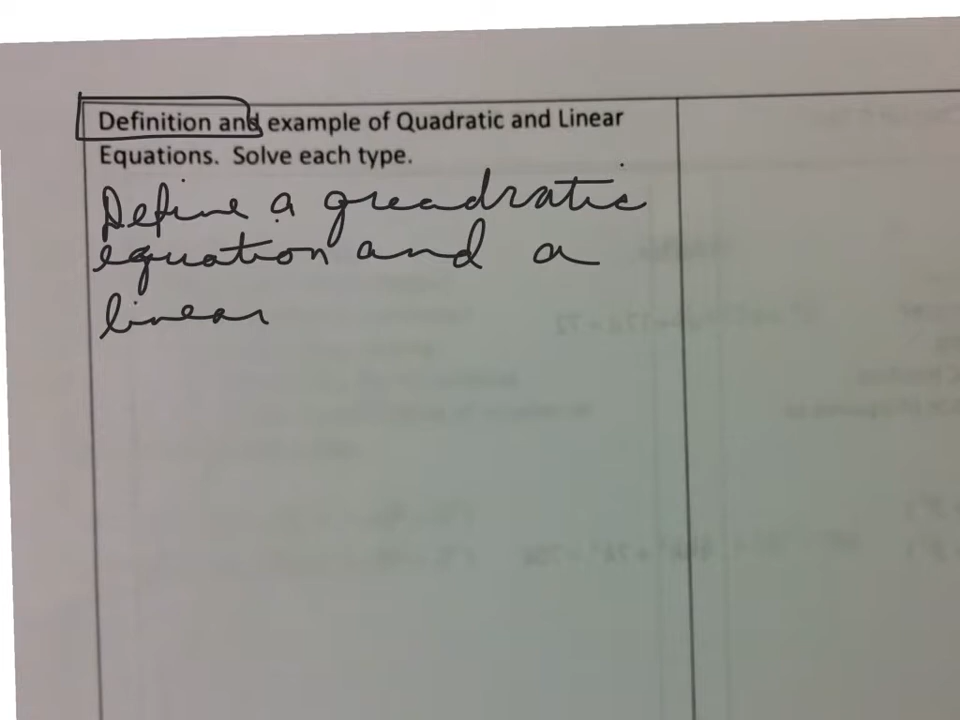 Definition and example of Quadratic and Linear
Equations. Solve each type.
Define a quadratic
equation and a
linear